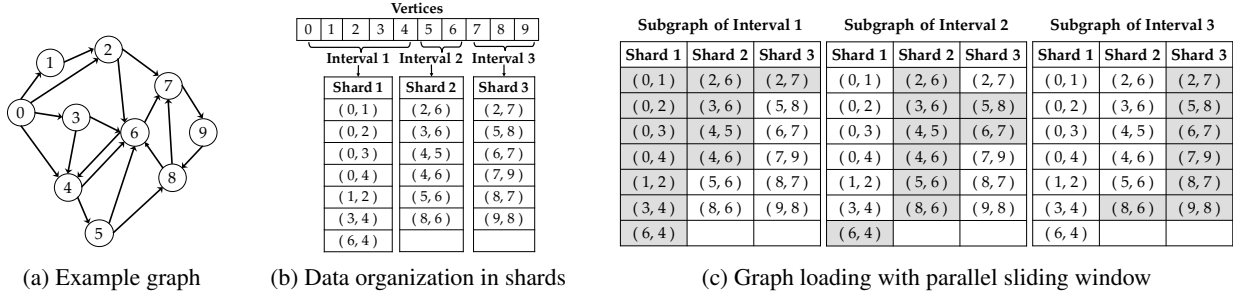 1
2
0
3
7
6
9
4
8
5
(a) Example graph
Vertices
0 1 2 3 4 5 6 7 8 9
Interval 1 Interval 2 Interval 3
Shard 1 Shard 2 Shard 3
( 0, 1 ) ( 2, 6 ) ( 2, 7 )
( 0, 2 ) ( 3, 6 ) ( 5, 8 )
( 0, 3 ) ( 4, 5 ) ( 6, 7 )
( 0, 4 ) ( 4, 6 ) ( 7, 9 )
( 1, 2 ) ( 5, 6 ) ( 8, 7 )
( 3, 4 ) ( 8, 6 ) ( 9, 8 )
( 6, 4 )
(b) Data organization in shards
Subgraph of Interval 1 Subgraph of Interval 2 Subgraph of Interval 3
Shard 1 Shard 2 Shard 3 Shard 1 Shard 2 Shard 3 Shard 1 Shard 2 Shard 3
( 0, 1 ) ( 2, 6 ) ( 2, 7 ) ( 0, 1 ) ( 2, 6 ) ( 2, 7 ) ( 0, 1 ) ( 2, 6 ) ( 2, 7 )
( 0, 2 ) ( 3, 6 ) ( 5, 8 ) ( 0, 2 ) ( 3, 6 ) ( 5, 8 ) ( 0, 2 ) ( 3, 6 ) ( 5, 8 )
( 0, 3 ) ( 4, 5 ) ( 6, 7 ) ( 0, 3 ) ( 4, 5 ) ( 6, 7 ) ( 0, 3 ) ( 4, 5 ) ( 6, 7 )
( 0, 4 ) ( 4, 6 ) ( 7, 9 ) ( 0, 4 ) ( 4, 6 ) ( 7, 9 ) ( 0, 4 ) ( 4, 6 ) ( 7, 9 )
( 1, 2 ) ( 5, 6 ) ( 8, 7 ) ( 1, 2 ) ( 5, 6 ) ( 8, 7 ) ( 1, 2 ) ( 5, 6 ) ( 8, 7 )
( 3, 4 ) ( 8, 6 ) ( 9, 8 ) ( 3, 4 ) ( 8, 6 ) ( 9, 8 ) ( 3, 4 ) ( 8, 6 ) ( 9, 8 )
( 6, 4 ) ( 6, 4 ) ( 6, 4 )
(c) Graph loading with parallel sliding window